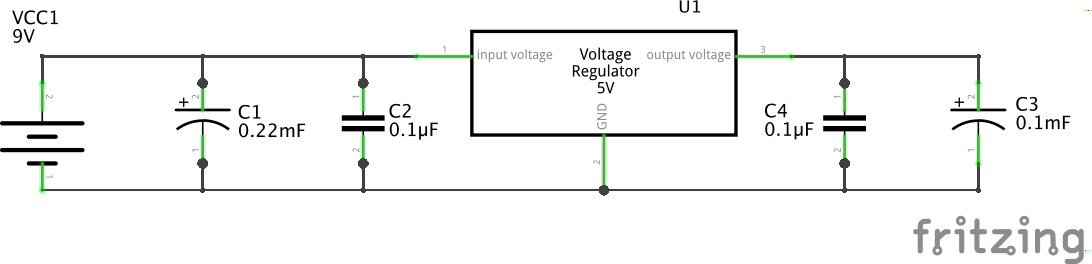 VCC1
9V
U1
1
input voltage
Voltage
Regulator
5V
output voltage
3
GND
2
2
1
+
2
C1
0.22mF
1
1
C2
0.1µF
2
C4
0.1µF
1
2
+
2
C3
0.1mF
1
fritzing